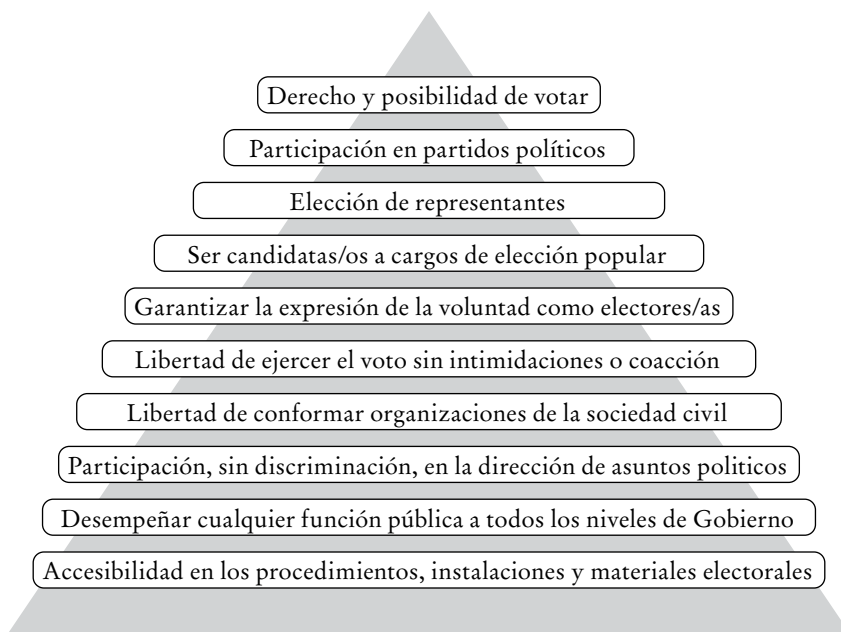 Derecho y posibilidad de votar
Participación en partidos políticos
Elección de representantes
Ser candidatas/os a cargos de elección popular
Garantizar la expresión de la voluntad como electores/as
Libertad de ejercer el voto sin intimidaciones o coacción
Libertad de conformar organizaciones de la sociedad civil
Participación, sin discriminación, en la dirección de asuntos politicos
Desempeñar cualquier función pública a todos los niveles de Gobierno
Accesibilidad en los procedimientos, instalaciones y materiales electorales